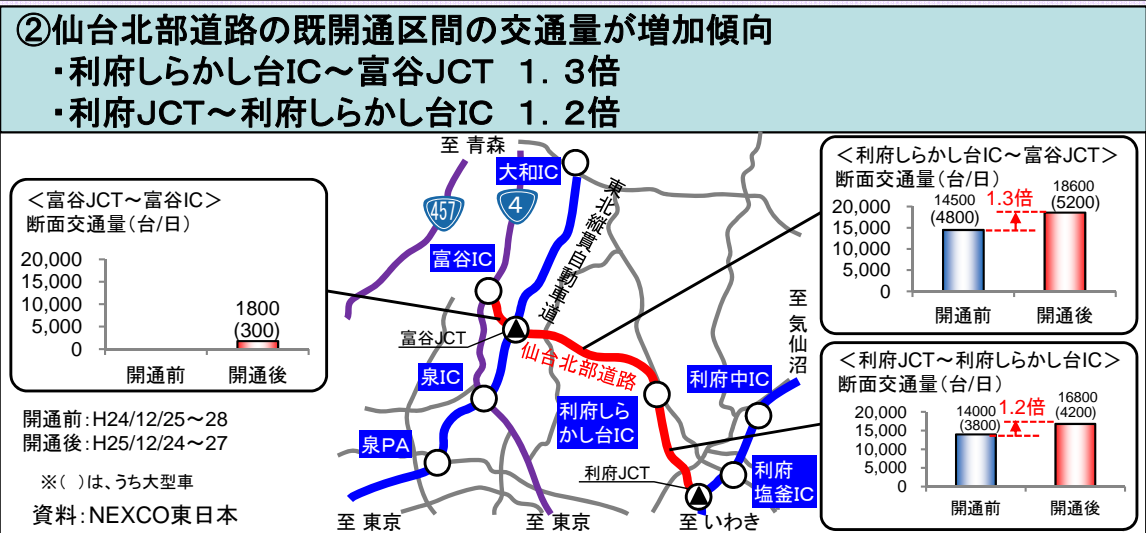 ②仙台北部道路の既開通区間の交通量が増加傾向
・利府しらかし台IC～富谷JCT １．３倍
・利府JCT～利府しらかし台IC １．２倍
＜富谷JCT～富谷IC＞
断面交通量(台/日)
20,000
15,000
10,000
5,000
0
1800
(300)
開通前
開通後
開通前:H24/12/25～28
開通後:H25/12/24～27
※( )は、うち大型車
資料:NEXCO東日本
至 青森
大和IC
457
4
東北縦貫自動車道
富谷IC
富谷JCT
仙台北部道路
泉IC
泉PA
利府しら
かし台IC
利府中IC
利府JCT
利府
塩釜IC
至 気仙沼
至 東京
至 東京
至 いわき
＜利府しらかし台IC～富谷JCT＞
断面交通量(台/日)
20,000
15,000
10,000
5,000
0
14500
(4800)
1.3倍
18600
(5200)
開通前
開通後
＜利府JCT～利府しらかし台IC＞
断面交通量(台/日)
20,000
15,000
10,000
5,000
0
14000
(3800)
1.2倍
16800
(4200)
開通前
開通後